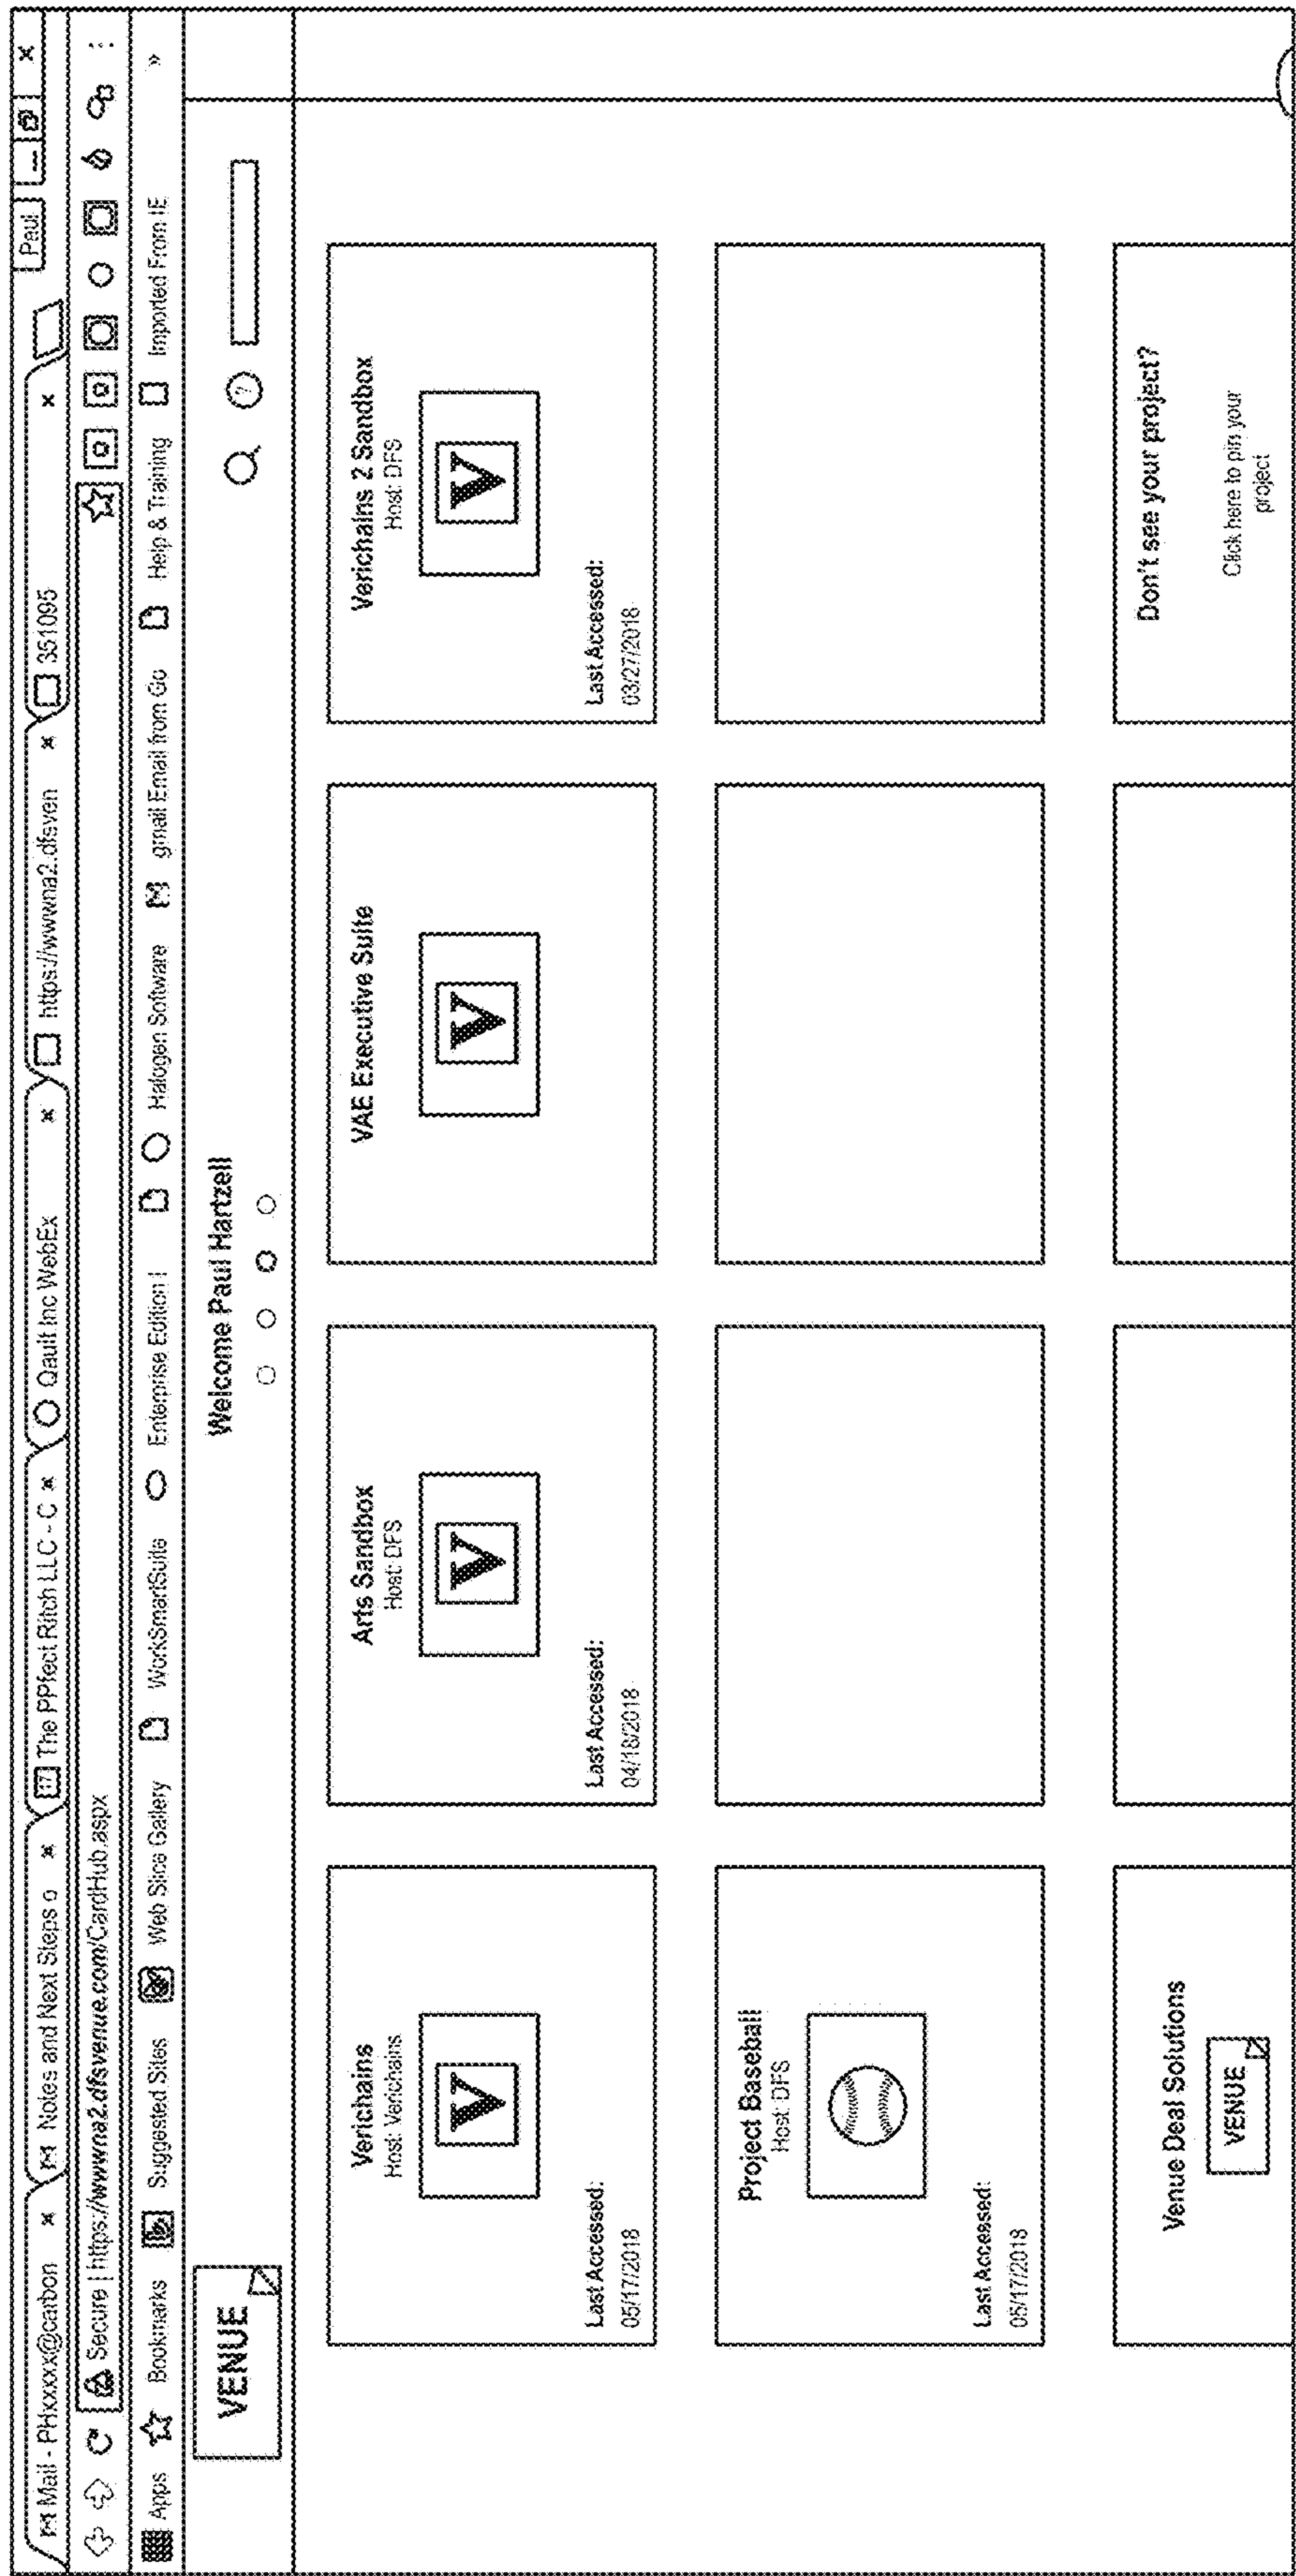 Mail - PHxxxx@carbon x Notes and Next Steps o x The PPfect Ritch LLC - C x Qault Inc WebEx x https://wwwna2.dfsven x 351095 x Paul
Secure | https://wwwna2.dfsvenue.com/CardHub.aspx
Apps Bookmarks Suggested Sites Web Slice Gallery WorkSmartSuite Enterprise Edition I Halogen Software gmail Email from Go Help & Training Imported From IE »
VENUE
Welcome Paul Hartzell
?
Verichains
Host: Verichains
V
Last Accessed:
05/17/2018
Arts Sandbox
Host: DFS
V
Last Accessed:
04/18/2018
VAE Executive Suite
V
Verichains 2 Sandbox
Host: DFS
V
Last Accessed:
03/27/2018
Project Baseball
Host: DFS
Last Accessed:
05/17/2018
Venue Deal Solutions
VENUE
Don't see your project?
Click here to pin your
project